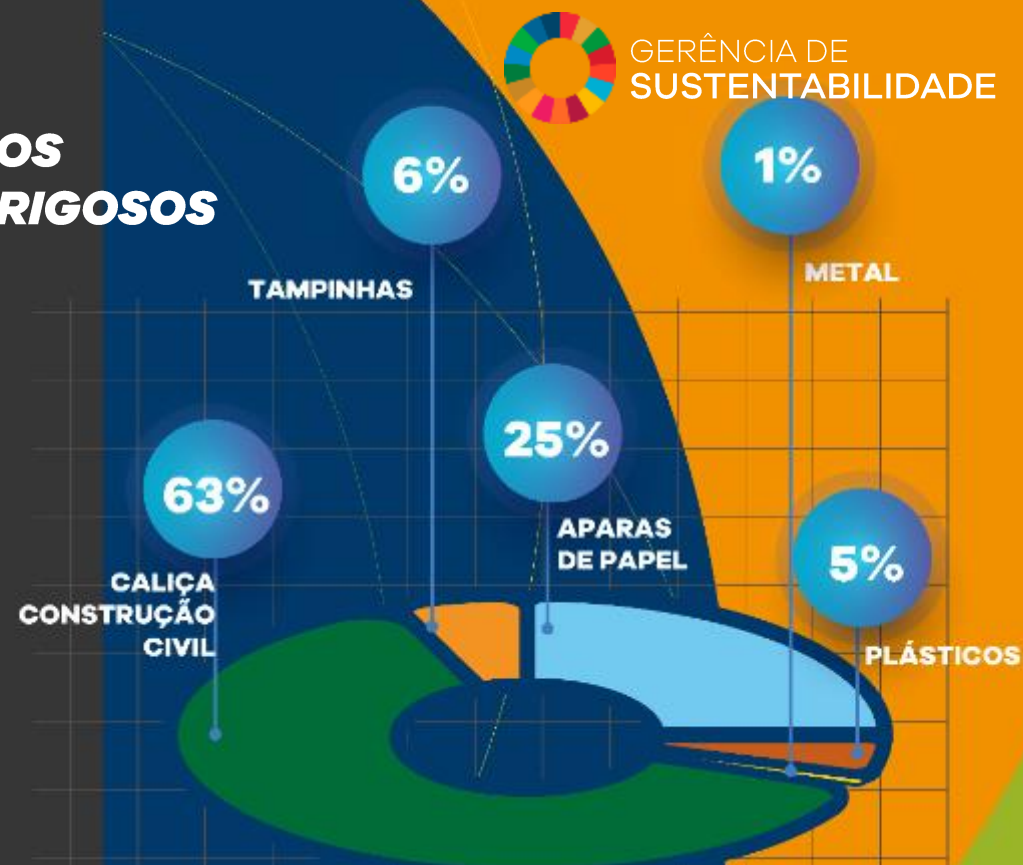 GERÊNCIA DE
SUSTENTABILIDADE
OS
RIGOSOS
6%
TAMPINHAS
1%
METAL
25%
APARAS
DE PAPEL
63%
CALIÇA
CONSTRUÇÃO
CIVIL
5%
PLÁSTICOS